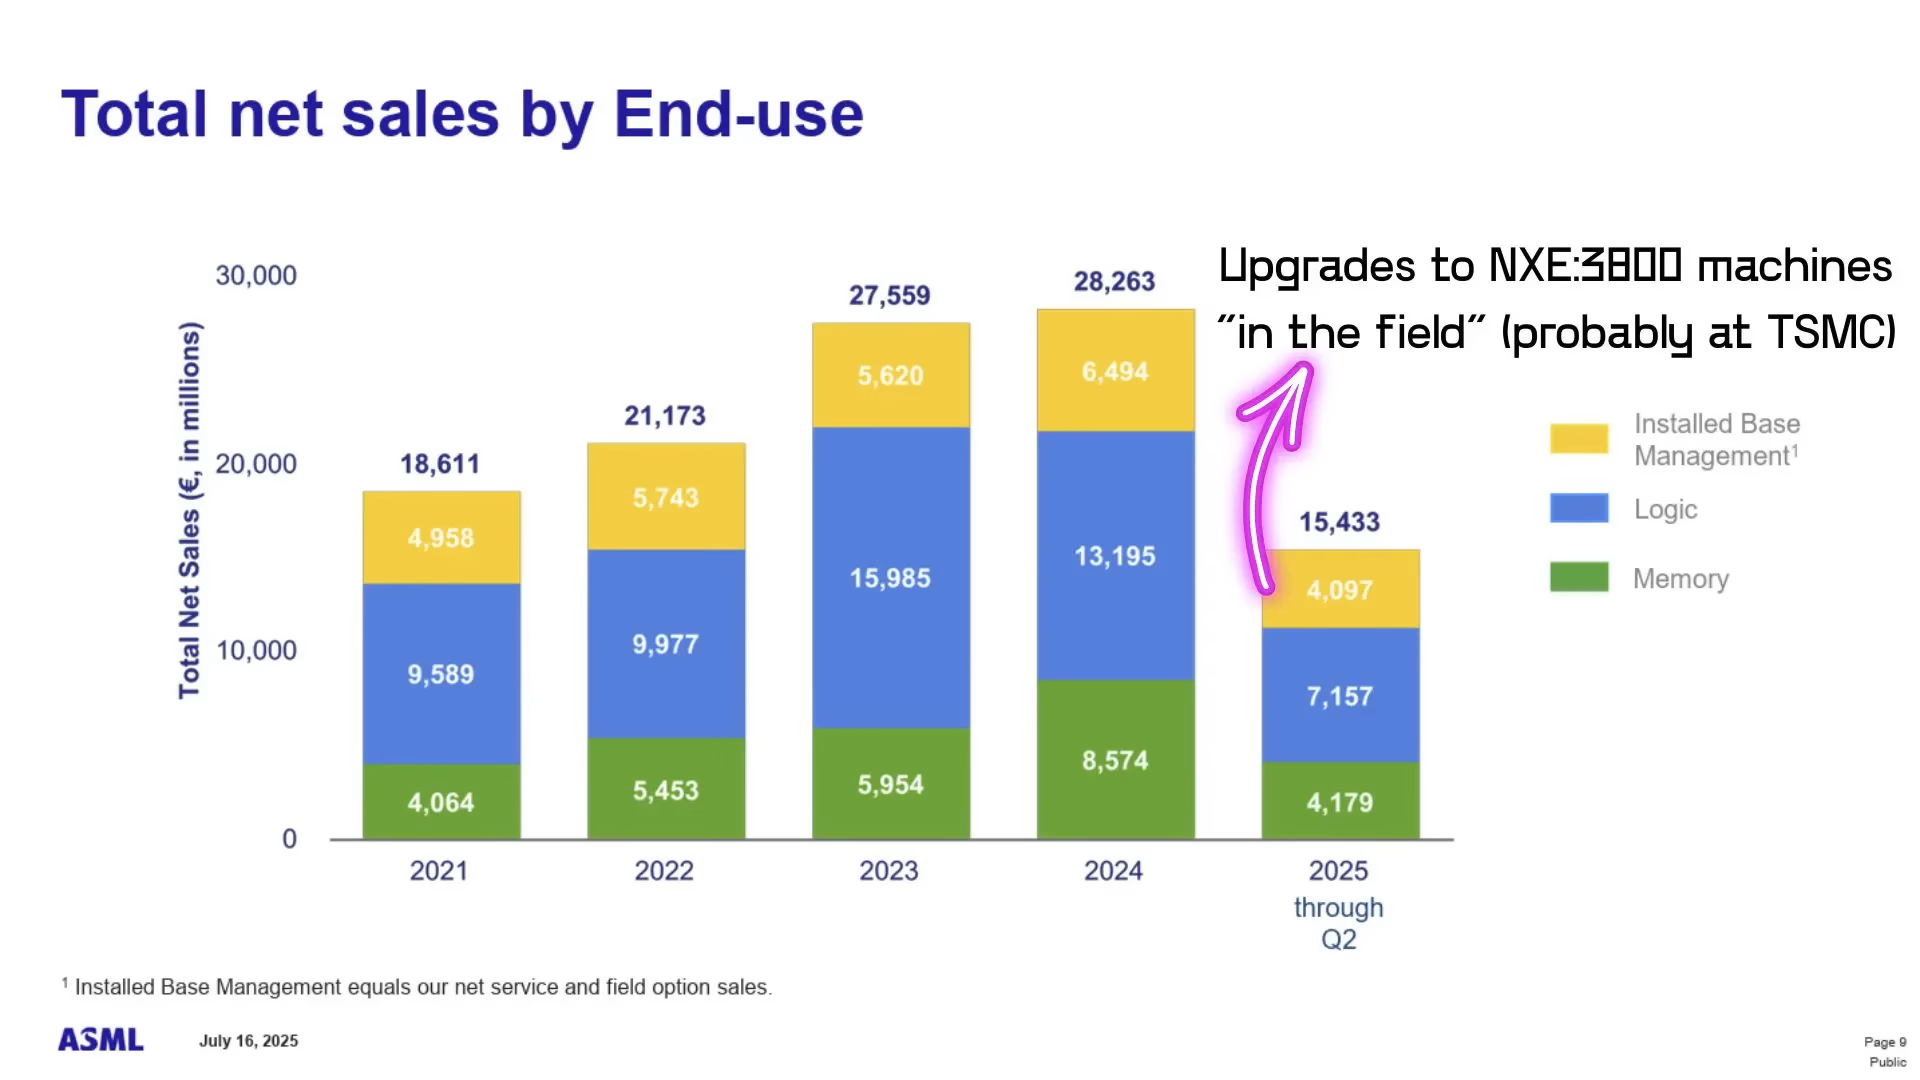 Total net sales by End-use
Upgrades to NXE:3800 machines
"in the field" (probably at TSMC)
Total Net Sales (€, in millions)
30,000
20,000
10,000
0
18,611
4,958
9,589
4,064
21,173
5,743
9,977
5,453
27,559
5,620
15,985
5,954
28,263
6,494
13,195
8,574
15,433
4,097
7,157
4,179
2021
2022
2023
2024
2025
through
Q2
Installed Base
Management¹
Logic
Memory
¹ Installed Base Management equals our net service and field option sales.
ASML
July 16, 2025
Page 9
Public